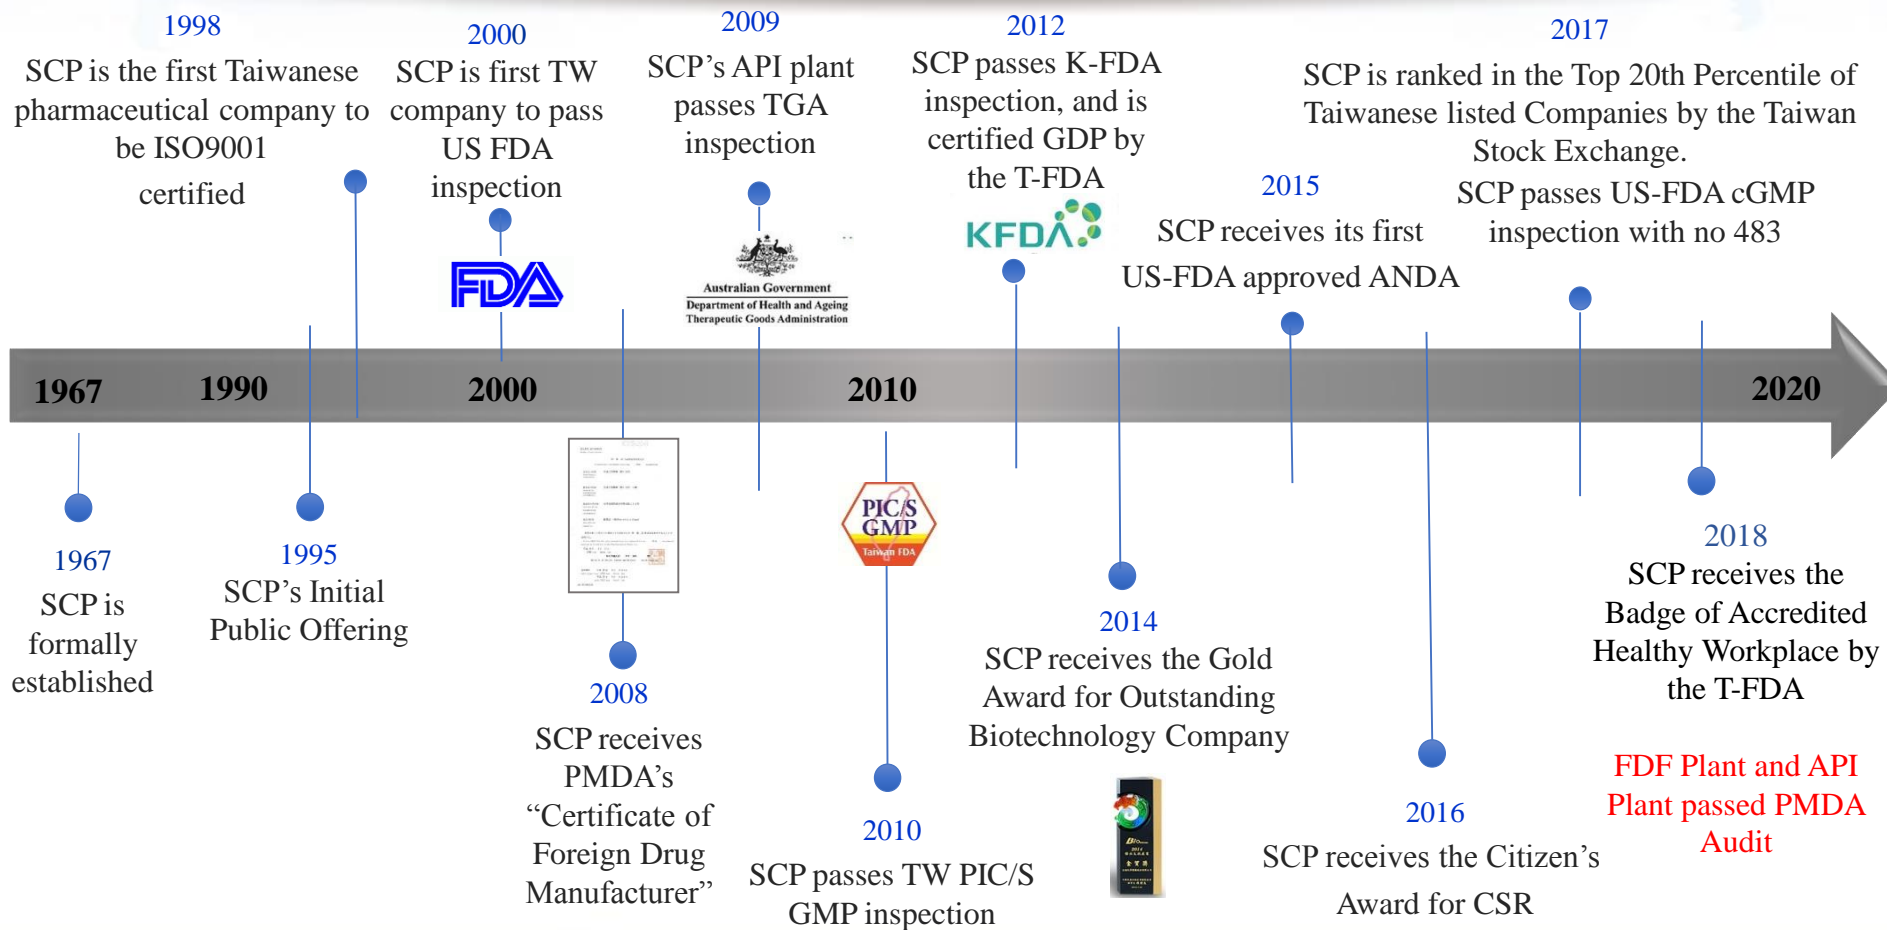 1998
SCP is the first Taiwanese
pharmaceutical company to
be ISO9001
certified
2000
SCP is first TW
company to pass
US FDA
inspection
FDA
2009
SCP’s API plant
passes TGA
inspection
Australian Government
Department of Health and Ageing
Therapeutic Goods Administration
2012
SCP passes K-FDA
inspection, and is
certified GDP by
the T-FDA
KFDA
2015
SCP receives its first
US-FDA approved ANDA
2017
SCP is ranked in the Top 20th Percentile of
Taiwanese listed Companies by the Taiwan
Stock Exchange.
SCP passes US-FDA cGMP
inspection with no 483
1967
1990
2000
2010
2020
1967
SCP is
formally
established
1995
SCP’s Initial
Public Offering
2008
SCP receives
PMDA’s
“Certificate of
Foreign Drug
Manufacturer”
PIC/S
GMP
Taiwan FDA
2010
SCP passes TW PIC/S
GMP inspection
2014
SCP receives the Gold
Award for Outstanding
Biotechnology Company
2016
SCP receives the Citizen’s
Award for CSR
2018
SCP receives the
Badge of Accredited
Healthy Workplace by
the T-FDA
FDF Plant and API
Plant passed PMDA
Audit